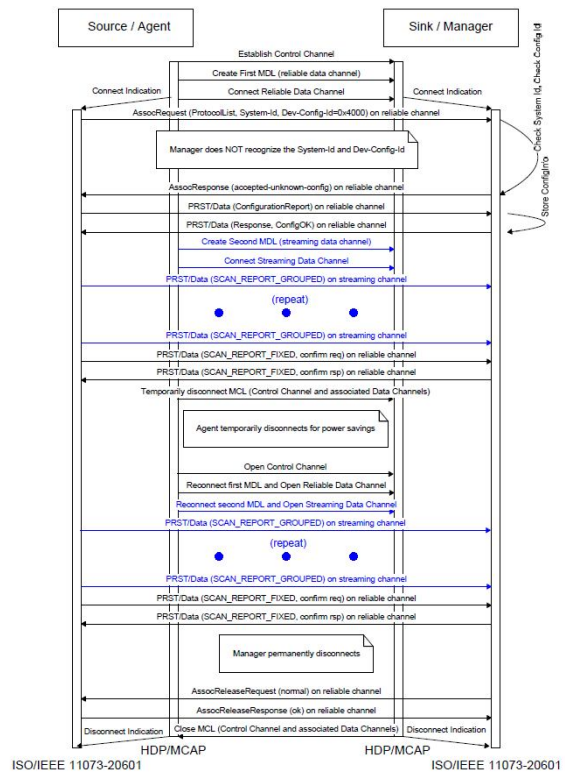 Source / Agent
Sink / Manager
Establish Control Channel
Create First MDL (reliable data channel)
Connect Indication
Connect Reliable Data Channel
Connect Indication
AssocRequest (ProtocolList, System-Id, Dev-Config-Id=0x4000) on reliable channel
Check System Id, Check Config Id
Manager does NOT recognize the System-Id and Dev-Config-Id
AssocResponse (accepted-unknown-config) on reliable channel
PRST/Data (ConfigurationReport) on reliable channel
Store ConfigInfo
PRST/Data (Response, ConfigOK) on reliable channel
Create Second MDL (streaming data channel)
Connect Streaming Data Channel
PRST/Data (SCAN_REPORT_GROUPED) on streaming channel
(repeat)
PRST/Data (SCAN_REPORT_GROUPED) on streaming channel
PRST/Data (SCAN_REPORT_FIXED, confirm req) on reliable channel
PRST/Data (SCAN_REPORT_FIXED, confirm rsp) on reliable channel
Temporarily disconnect MCL (Control Channel and associated Data Channels)
Agent temporarily disconnects for power savings
Open Control Channel
Reconnect first MDL and Open Reliable Data Channel
Reconnect second MDL and Open Streaming Data Channel
PRST/Data (SCAN_REPORT_GROUPED) on streaming channel
(repeat)
PRST/Data (SCAN_REPORT_GROUPED) on streaming channel
PRST/Data (SCAN_REPORT_FIXED, confirm req) on reliable channel
PRST/Data (SCAN_REPORT_FIXED, confirm rsp) on reliable channel
Manager permanently disconnects
AssocReleaseRequest (normal) on reliable channel
AssocReleaseResponse (ok) on reliable channel
Disconnect Indication
Close MCL (Control Channel and associated Data Channels)
Disconnect Indication
HDP/MCAP
HDP/MCAP
ISO/IEEE 11073-20601
ISO/IEEE 11073-20601